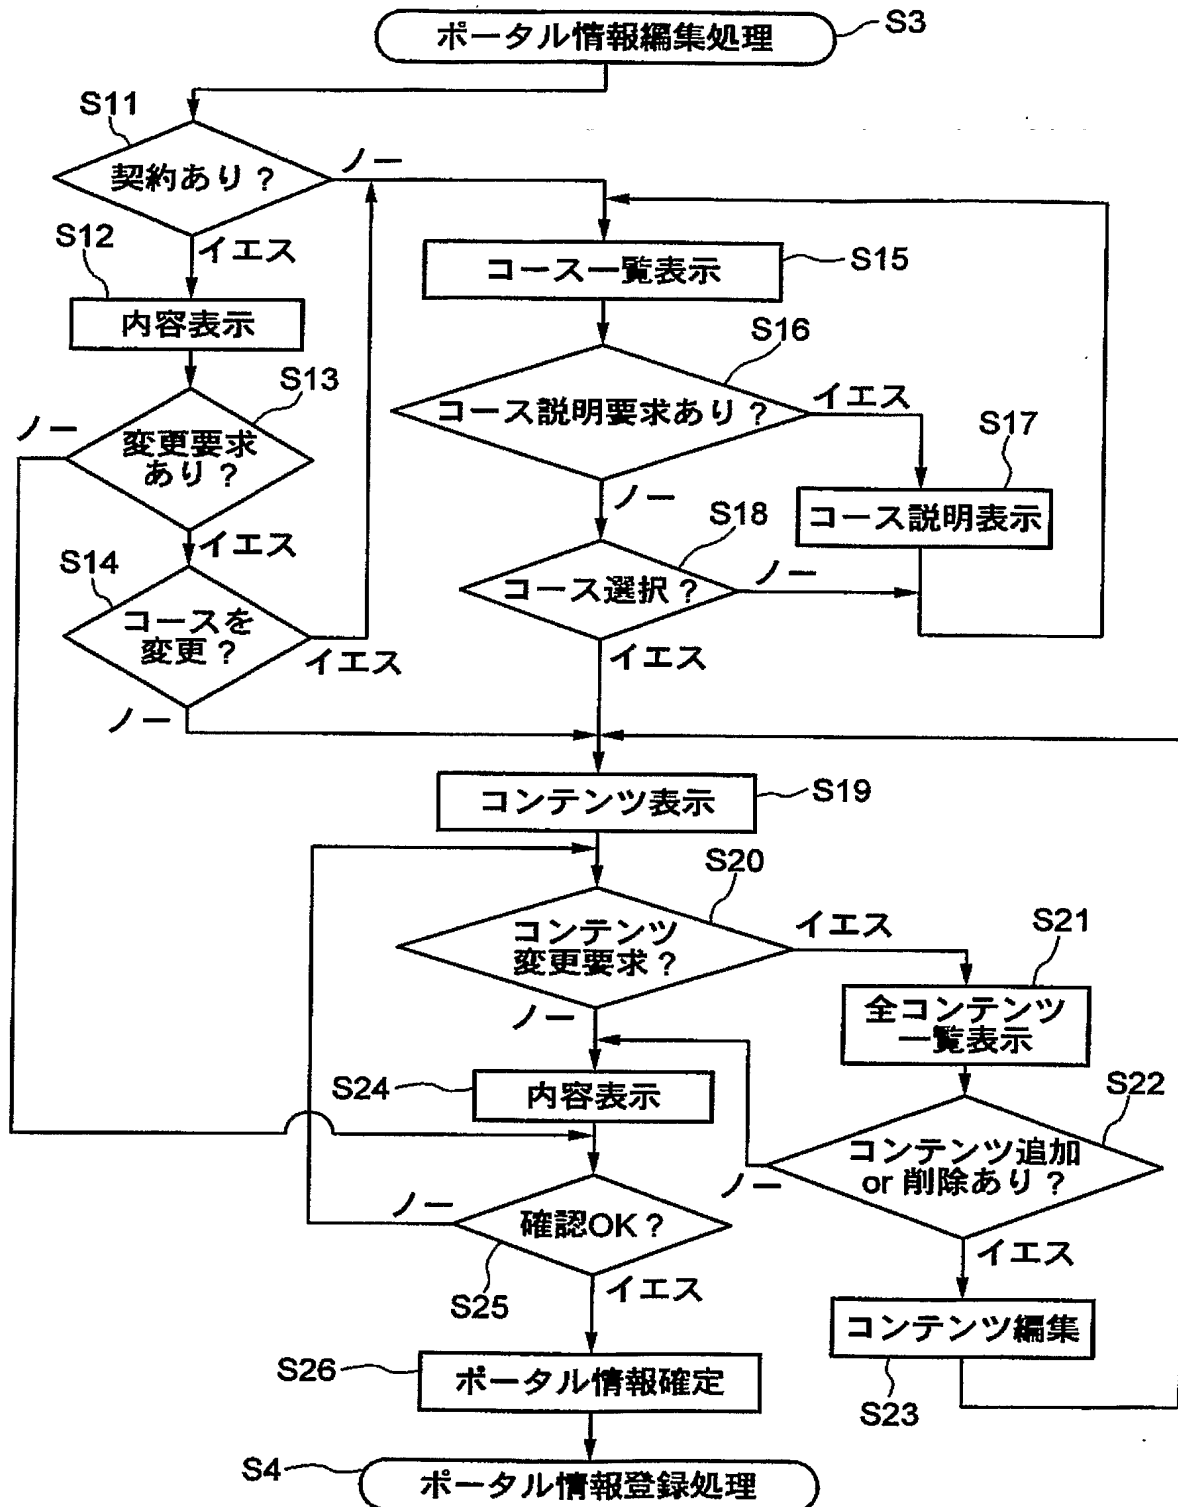 ポータル情報編集処理
S3
S11
契約あり？
ノー
S12
イエス
コース一覧表示
S15
内容表示
S16
S13
コース説明要求あり？
イエス
ノー
変更要求
あり？
S17
ノー
コース説明表示
S18
イエス
S14
コース選択？
ノー
コースを
変更？
イエス
イエス
ノー
コンテンツ表示
S19
S20
コンテンツ
変更要求？
イエス
S21
全コンテンツ
一覧表示
ノー
S24
内容表示
S22
コンテンツ追加
or 削除あり？
ノー
ノー
確認OK？
イエス
S25
イエス
コンテンツ編集
S23
S26
ポータル情報確定
S4
ポータル情報登録処理